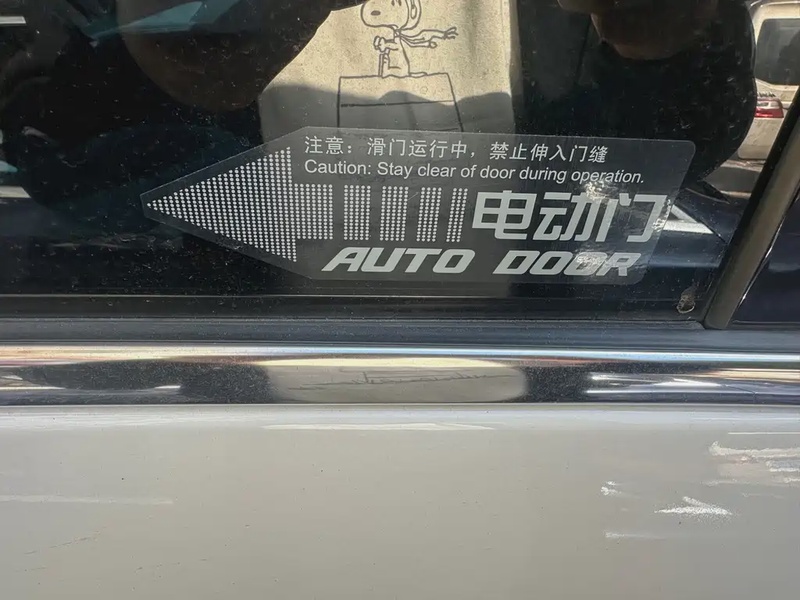 注意：滑门运行中，禁止伸入门缝
Caution: Stay clear of door during operation.
电动门
AUTO DOOR